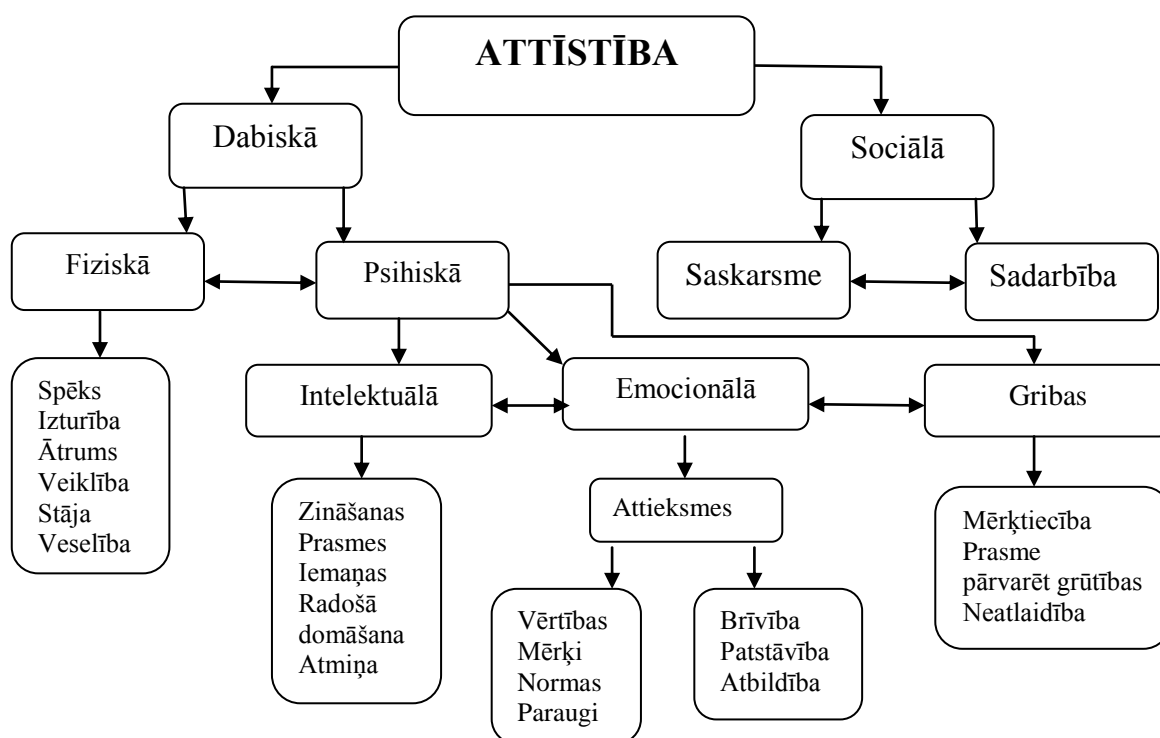 ATTĪSTĪBA
Dabiskā
Sociālā
Fiziskā
Psihiskā
Saskarsme
Sadarbība
Intelektuālā
Emocionālā
Gribas
Spēks
Izturība
Ātrums
Veiklība
Stāja
Veselība
Zināšanas
Prasmes
Iemaņas
Radošā
domāšana
Atmiņa
Attieksmes
Mērķtiecība
Prasme
pārvarēt grūtības
Neatlaidība
Vērtības
Mērķi
Normas
Paraugi
Brīvība
Patstāvība
Atbildība